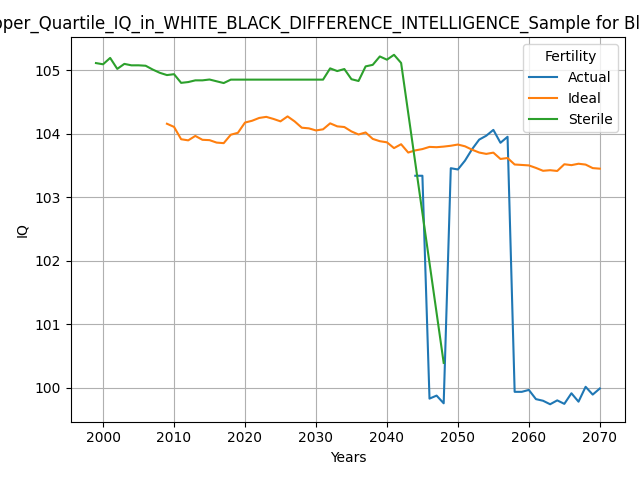 pper_Quartile_IQ_in_WHITE_BLACK_DIFFERENCE_INTELLIGENCE_Sample for Bl
Fertility
Actual
Ideal
Sterile
105
104
103
102
101
100
IQ
2000 2010 2020 2030 2040 2050 2060 2070
Years